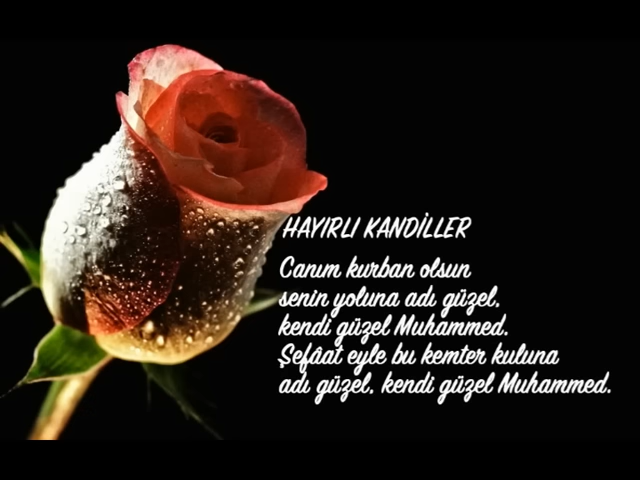 HAYIRLI KANDİLLER
Canım kurban olsun
senin yoluna adı güzel,
kendi güzel Muhammed.
Şefâat eyle bu kemter kuluna
adı güzel, kendi güzel Muhammed.